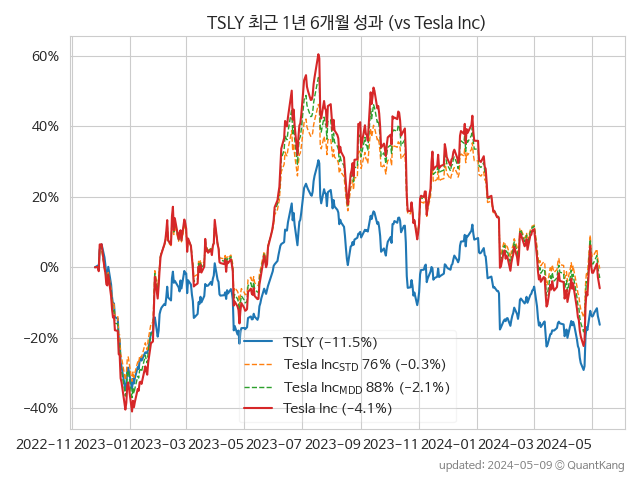 TSLY 최근 1년 6개월 성과 (vs Tesla Inc)
60%
40%
20%
0%
−20%
−40%
TSLY (−11.5%)
Tesla Inc_STD 76% (−0.3%)
Tesla Inc_MDD 88% (−2.1%)
Tesla Inc (−4.1%)
2022−11 2023−01 2023−03 2023−05 2023−07 2023−09 2023−11 2024−01 2024−03 2024−05
updated: 2024-05-09 © QuantKang